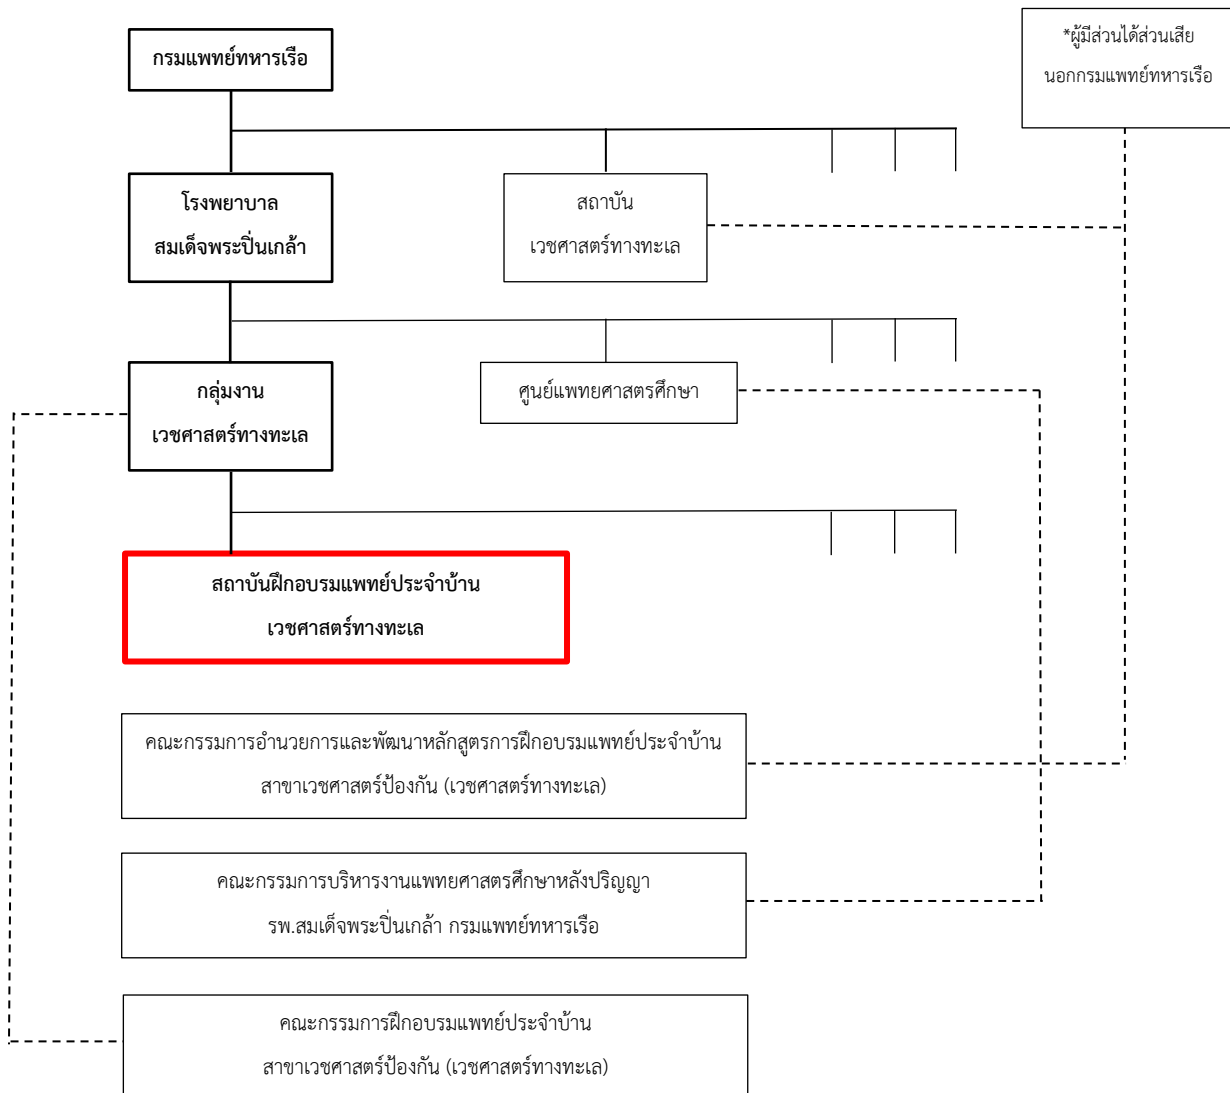 กรมแพทย์ทหารเรือ
*ผู้มีส่วนได้ส่วนเสีย
นอกกรมแพทย์ทหารเรือ
โรงพยาบาล
สมเด็จพระปิ่นเกล้า
สถาบัน
เวชศาสตร์ทางทะเล
กลุ่มงาน
เวชศาสตร์ทางทะเล
ศูนย์แพทยศาสตรศึกษา
สถาบันฝึกอบรมแพทย์ประจำบ้าน
เวชศาสตร์ทางทะเล
คณะกรรมการอำนวยการและพัฒนาหลักสูตรการฝึกอบรมแพทย์ประจำบ้าน
สาขาเวชศาสตร์ป้องกัน (เวชศาสตร์ทางทะเล)
คณะกรรมการบริหารงานแพทยศาสตรศึกษาหลังปริญญา
รพ.สมเด็จพระปิ่นเกล้า กรมแพทย์ทหารเรือ
คณะกรรมการฝึกอบรมแพทย์ประจำบ้าน
สาขาเวชศาสตร์ป้องกัน (เวชศาสตร์ทางทะเล)